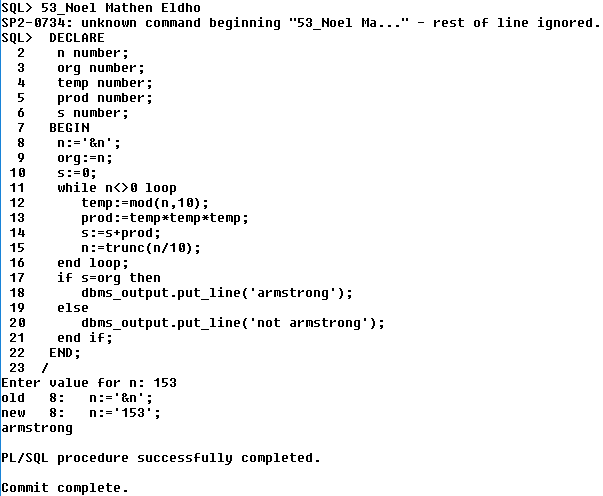 SQL> 53_Noel Mathen Eldho
SP2-0734: unknown command beginning "53_Noel Ma..." - rest of line ignored.
SQL>  DECLARE
  2    n number;
  3    org number;
  4    temp number;
  5    prod number;
  6    s number;
  7   BEGIN
  8    n:='&n';
  9    org:=n;
 10    s:=0;
 11    while n<>0 loop
 12       temp:=mod(n,10);
 13       prod:=temp*temp*temp;
 14       s:=s+prod;
 15       n:=trunc(n/10);
 16    end loop;
 17    if s=org then
 18       dbms_output.put_line('armstrong');
 19    else
 20       dbms_output.put_line('not armstrong');
 21    end if;
 22   END;
 23  /
Enter value for n: 153
old   8:   n:='&n';
new   8:   n:='153';
armstrong
PL/SQL procedure successfully completed.
Commit complete.